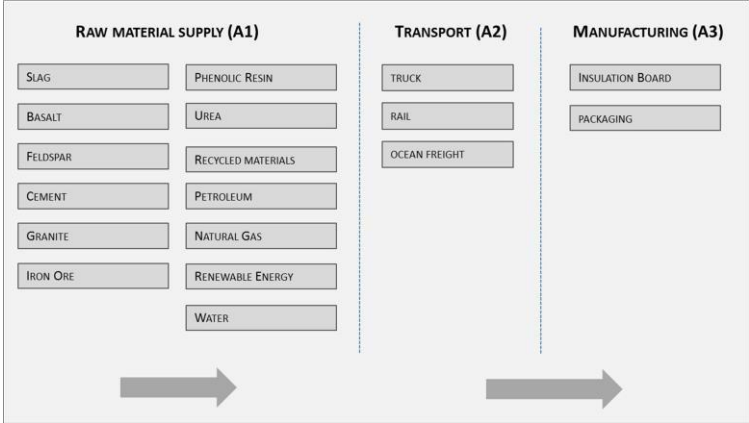 RAW MATERIAL SUPPLY (A1)
SLAG
BASALT
FELDSPAR
CEMENT
GRANITE
IRON ORE
PHENOLIC RESIN
UREA
RECYCLED MATERIALS
PETROLEUM
NATURAL GAS
RENEWABLE ENERGY
WATER
TRANSPORT (A2)
TRUCK
RAIL
OCEAN FREIGHT
MANUFACTURING (A3)
INSULATION BOARD
PACKAGING